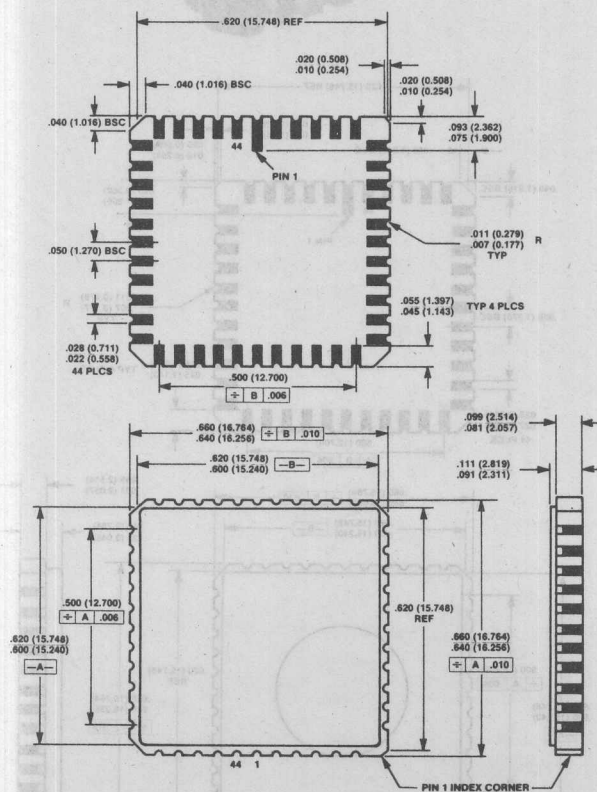 .620 (15.748) REF
.020 (0.508)
.010 (0.254)
.040 (1.016) BSC
.020 (0.508)
.010 (0.254)
.040 (1.016) BSC
.093 (2.362)
.075 (1.900)
44
PIN 1
.011 (0.279) R
.007 (0.177)
TYP
.050 (1.270) BSC
.055 (1.397) TYP 4 PLCS
.045 (1.143)
.028 (0.711)
.022 (0.558)
44 PLCS
.500 (12.700)
÷ B .006
.660 (16.764)
.640 (16.256) ÷ B .010
.099 (2.514)
.081 (2.057)
.620 (15.748)
.600 (15.240) —B—
.111 (2.819)
.091 (2.311)
.500 (12.700)
÷ A .006
.620 (15.748)
REF
.620 (15.748)
.600 (15.240)
—A—
.660 (16.764)
.640 (16.256)
÷ A .010
44 1
PIN 1 INDEX CORNER